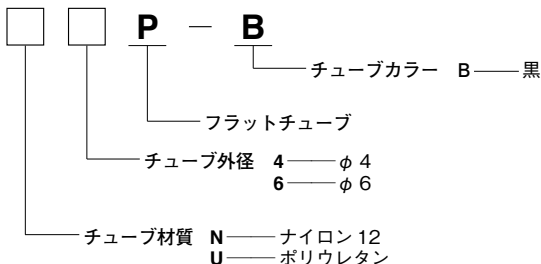 □ □ P － B
チューブカラー B 黒
フラットチューブ
チューブ外径 4 φ4
6 φ6
チューブ材質 N ナイロン12
U ポリウレタン